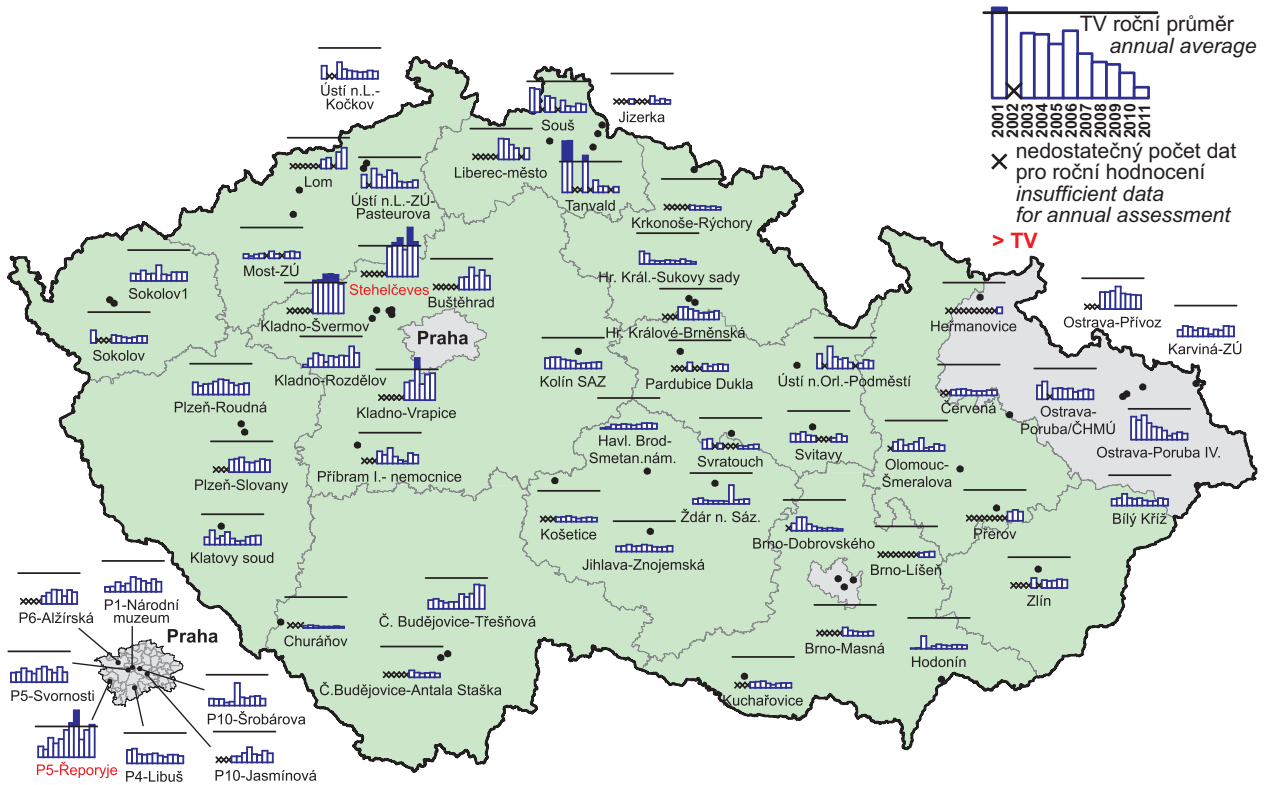 TV roční průměr
annual average
2001
2002
2003
2004
2005
2006
2007
2008
2009
2010
2011
nedostatečný počet dat
pro roční hodnocení
insufficient data
for annual assessment
> TV
Ústí n.L.-
Kočkov
Souš
Jizerka
Lom
Liberec-město
Ústí n.L.-ZÚ-
Pasteurova
Tanvald
Krkonoše-Rýchory
Most-ZÚ
Sokolov1
Stehelčeves
Buštěhrad
Hr. Král.-Sukovy sady
Kladno-Švermov
Hr. Králové-Brněnská
Heřmanovice
Ostrava-Přívoz
Karviná-ZÚ
Sokolov
Praha
Kladno-Rozdělov
Kolín SAZ
Pardubice Dukla
Ústí n.Orl.-Podměstí
Plzeň-Roudná
Kladno-Vrapice
Červená
Ostrava-
Poruba/ČHMÚ
Ostrava-Poruba IV.
Havl. Brod-
Smetan.nám.
Svratouch
Svitavy
Olomouc-
Šmeralova
Plzeň-Slovany
Příbram I.- nemocnice
Žďár n. Sáz.
Bílý Kříž
Klatovy soud
Košetice
Jihlava-Znojemská
Brno-Dobrovského
Přerov
Brno-Líšeň
Zlín
P1-Národní
muzeum
P6-Alžírská
Praha
Č. Budějovice-Třešňová
Churáňov
Brno-Masná
Hodonín
P5-Svornosti
Č.Budějovice-Antala Staška
Kuchařovice
P10-Šrobárova
P5-Řeporyje
P4-Libuš
P10-Jasmínová